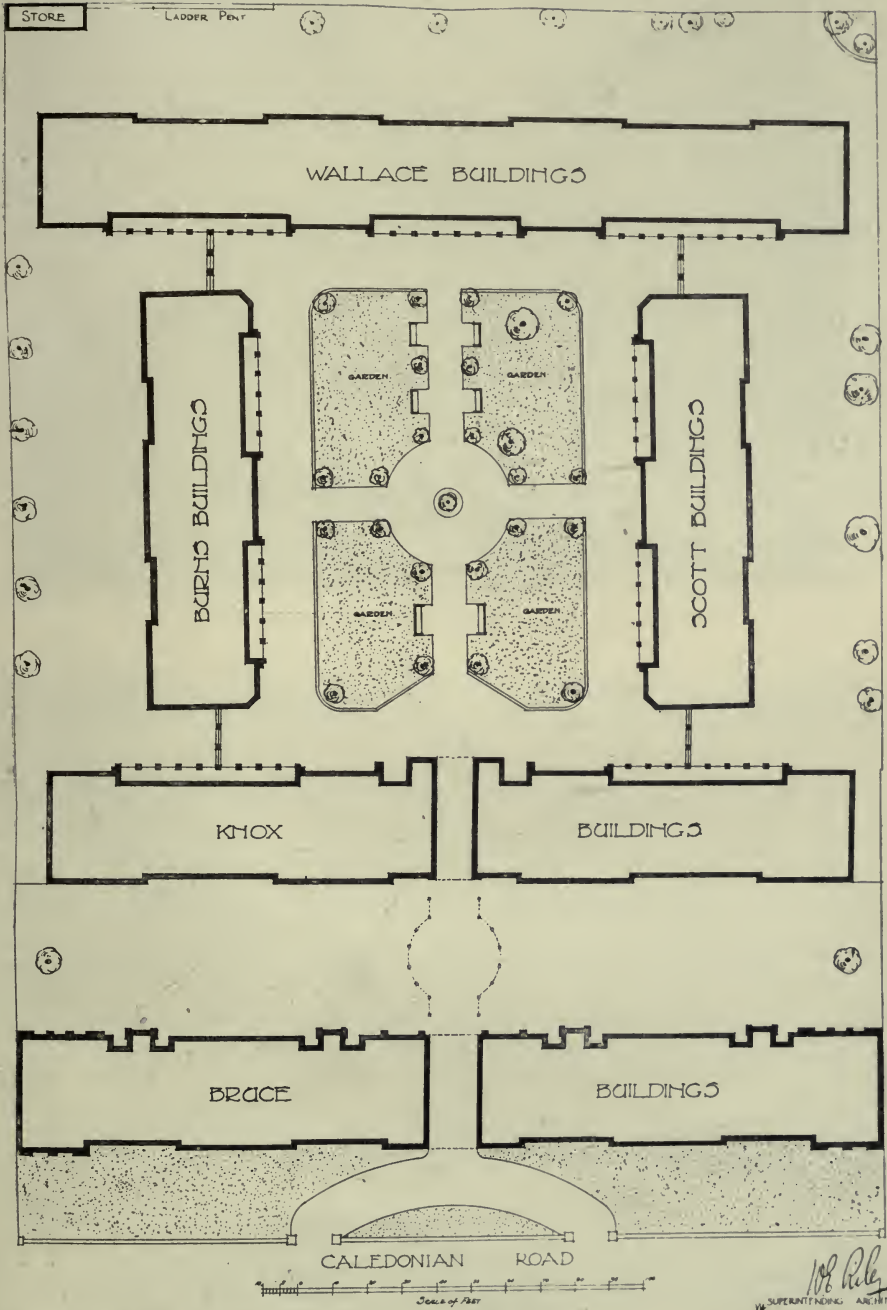 STORE
LADDER PENT
WALLACE BUILDINGS
BURNS BUILDINGS
GARDEN
GARDEN
SCOTT BUILDINGS
GARDEN
GARDEN
KNOX BUILDINGS
BRUCE BUILDINGS
CALEDONIAN ROAD
SCALE of FEET
SUPERINTENDING